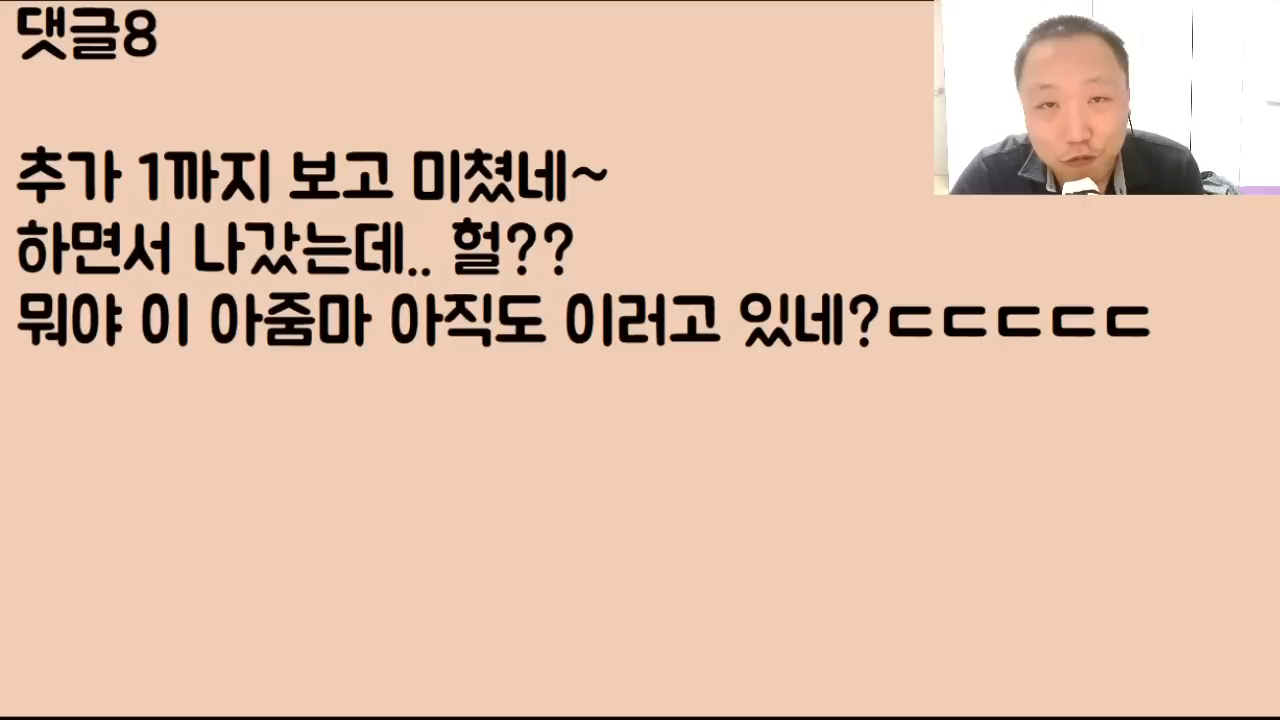 댓글8
추가 1까지 보고 미쳤네~
하면서 나갔는데.. 헐??
뭐야 이 아줌마 아직도 이러고 있네?ㄷㄷㄷㄷㄷ